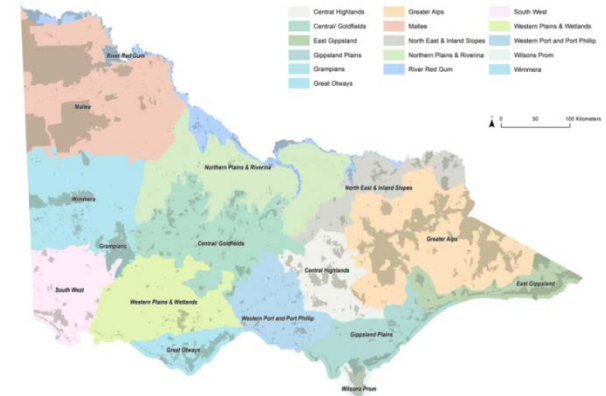 Central Highlands
Central/ Goldfields
East Gippsland
Gippsland Plains
Grampians
Great Otways
Greater Alps
Mallee
North East & Inland Slopes
Northern Plains & Riverina
River Red Gum
South West
Western Plains & Wetlands
Western Port and Port Phillip
Wilsons Prom
Wimmera
0 50 100 Kilometers
River Red Gum
Mallee
Northern Plains & Riverina
North East & Inland Slopes
Wimmera
Grampians
Central/ Goldfields
Greater Alps
Central Highlands
East Gippsland
South West
Western Plains & Wetlands
Western Port and Port Phillip
Gippsland Plains
Great Otways
Wilsons Prom